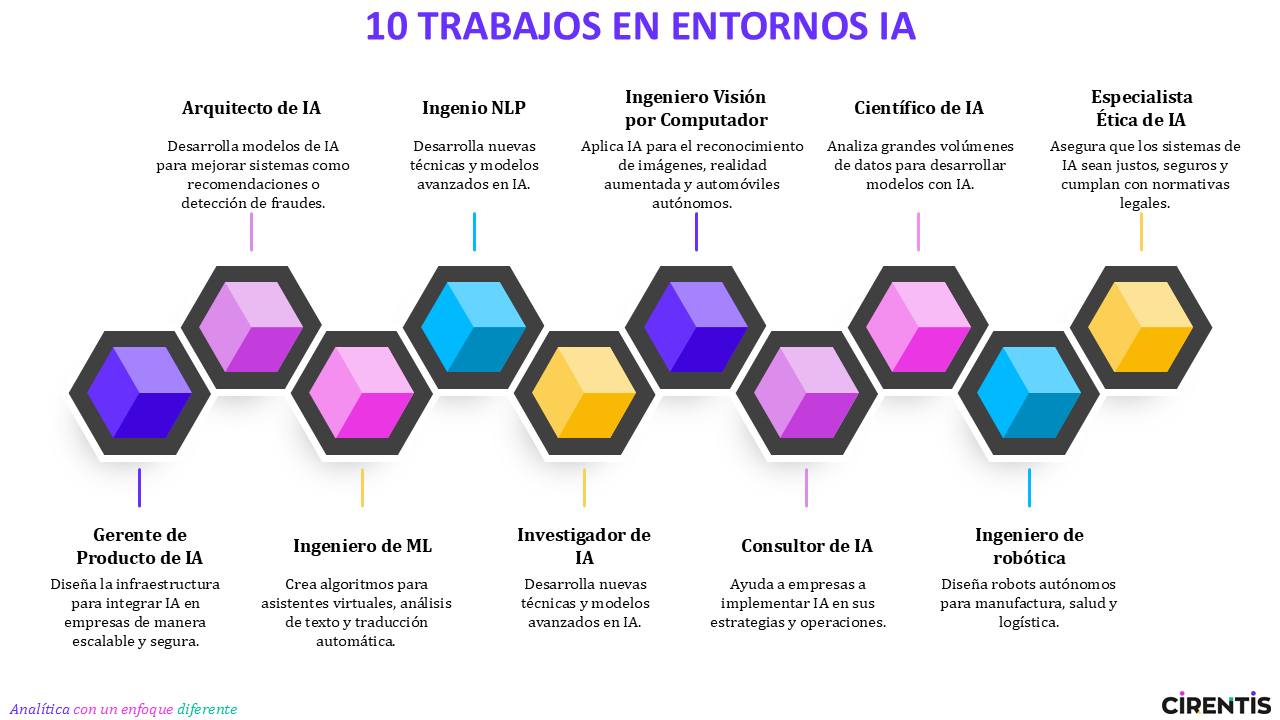 10 TRABAJOS EN ENTORNOS IA
Arquitecto de IA
Desarrolla modelos de IA
para mejorar sistemas como
recomendaciones o
detección de fraudes.
Ingenio NLP
Desarrolla nuevas
técnicas y modelos
avanzados en IA.
Ingeniero Visión
por Computador
Aplica IA para el reconocimiento
de imágenes, realidad
aumentada y automóviles
autónomos.
Científico de IA
Analiza grandes volúmenes
de datos para desarrollar
modelos con IA.
Especialista
Ética de IA
Asegura que los sistemas de
IA sean justos, seguros y
cumplan con normativas
legales.
Gerente de
Producto de IA
Diseña la infraestructura
para integrar IA en
empresas de manera
escalable y segura.
Ingeniero de ML
Crea algoritmos para
asistentes virtuales, análisis
de texto y traducción
automática.
Investigador de
IA
Desarrolla nuevas
técnicas y modelos
avanzados en IA.
Consultor de IA
Ayuda a empresas a
implementar IA en sus
estrategias y operaciones.
Ingeniero de
robótica
Diseña robots autónomos
para manufactura, salud y
logística.
Analítica con un enfoque diferente
CIRENTIS